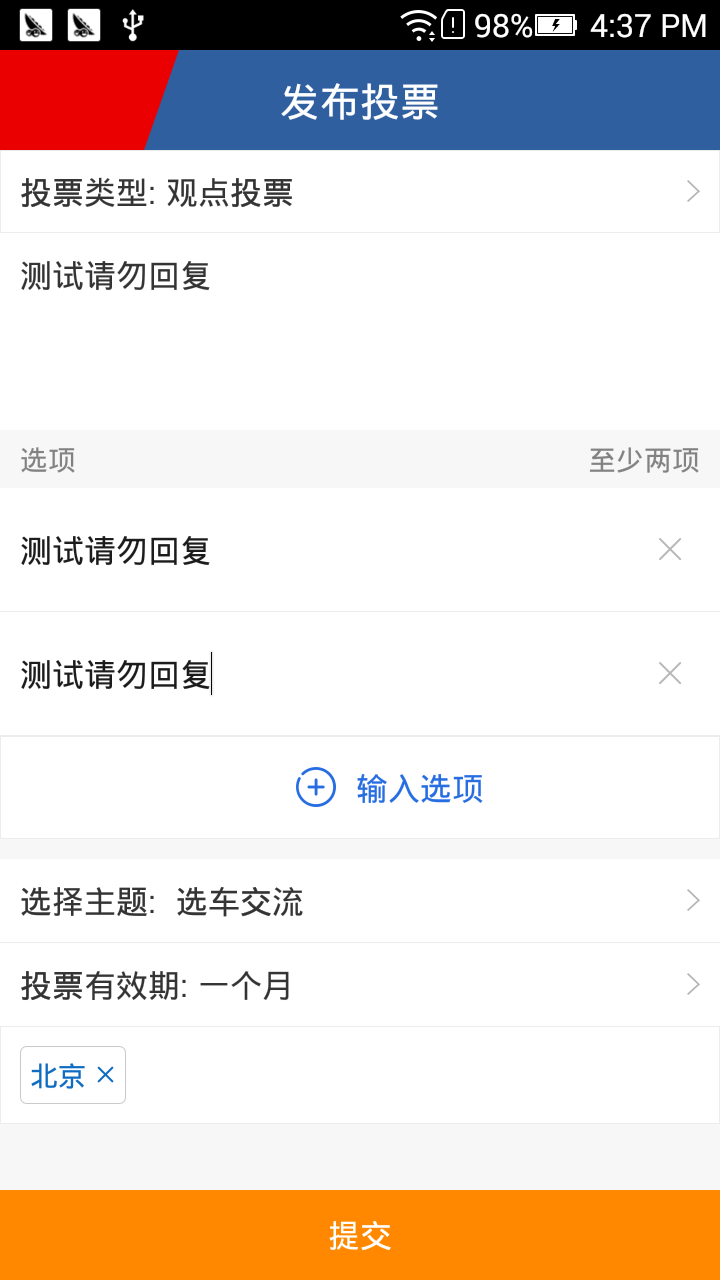 98% 4:37 PM
发布投票
投票类型: 观点投票
测试请勿回复
选项 至少两项
测试请勿回复
测试请勿回复
输入选项
选择主题: 选车交流
投票有效期: 一个月
北京
提交